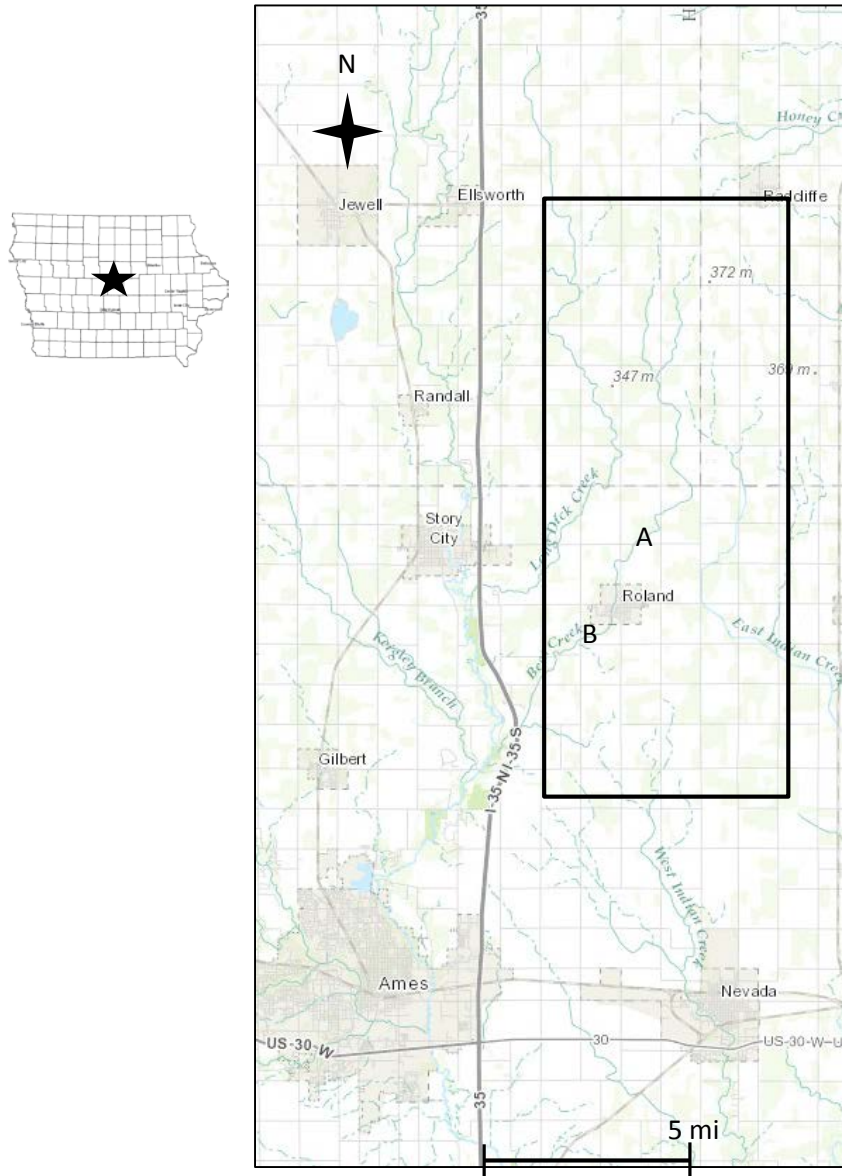 35
H
N
Honey Cr
Ellsworth
Radcliffe
Jewell
372 m
347 m
369 m
Randall
Long Dick Creek
Story
City
A
Roland
B
Bear Creek
East Indian Creek
Keigley Branch
I-35-N I-35-S
Gilbert
West Indian Creek
Ames
Nevada
US-30-W
30
US-30-W U
35
5 mi